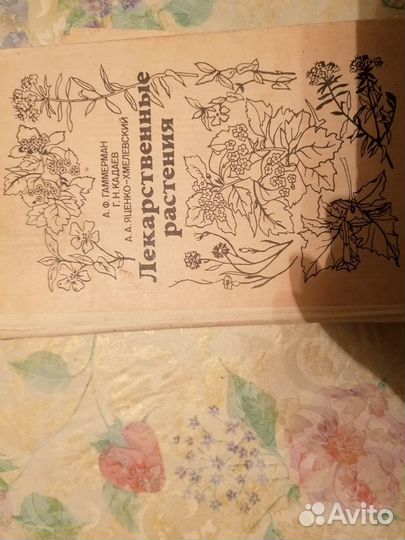 А.Ф.ГАММЕРМАН
Г.Н.КАДАЕВ
А.А.ЯЦЕНКО-ХМЕЛЕВСКИЙ
Лекарственные
растения
Avito